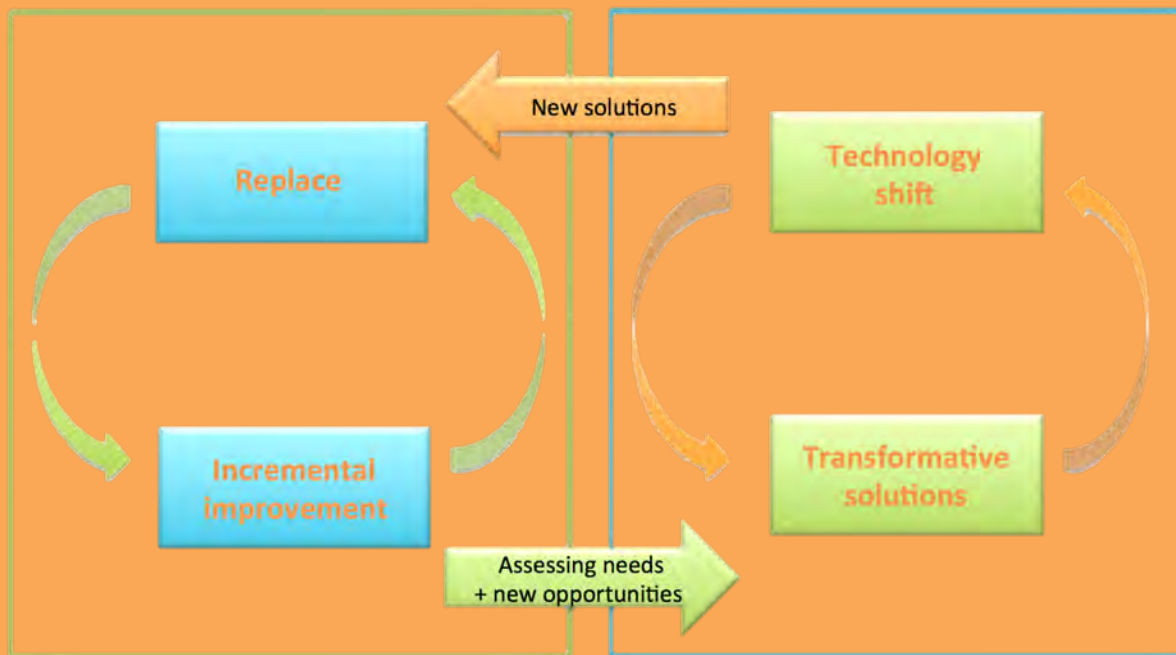 New solutions
Replace
Technology
shift
Incremental
improvement
Transformative
solutions
Assessing needs
+ new opportunities